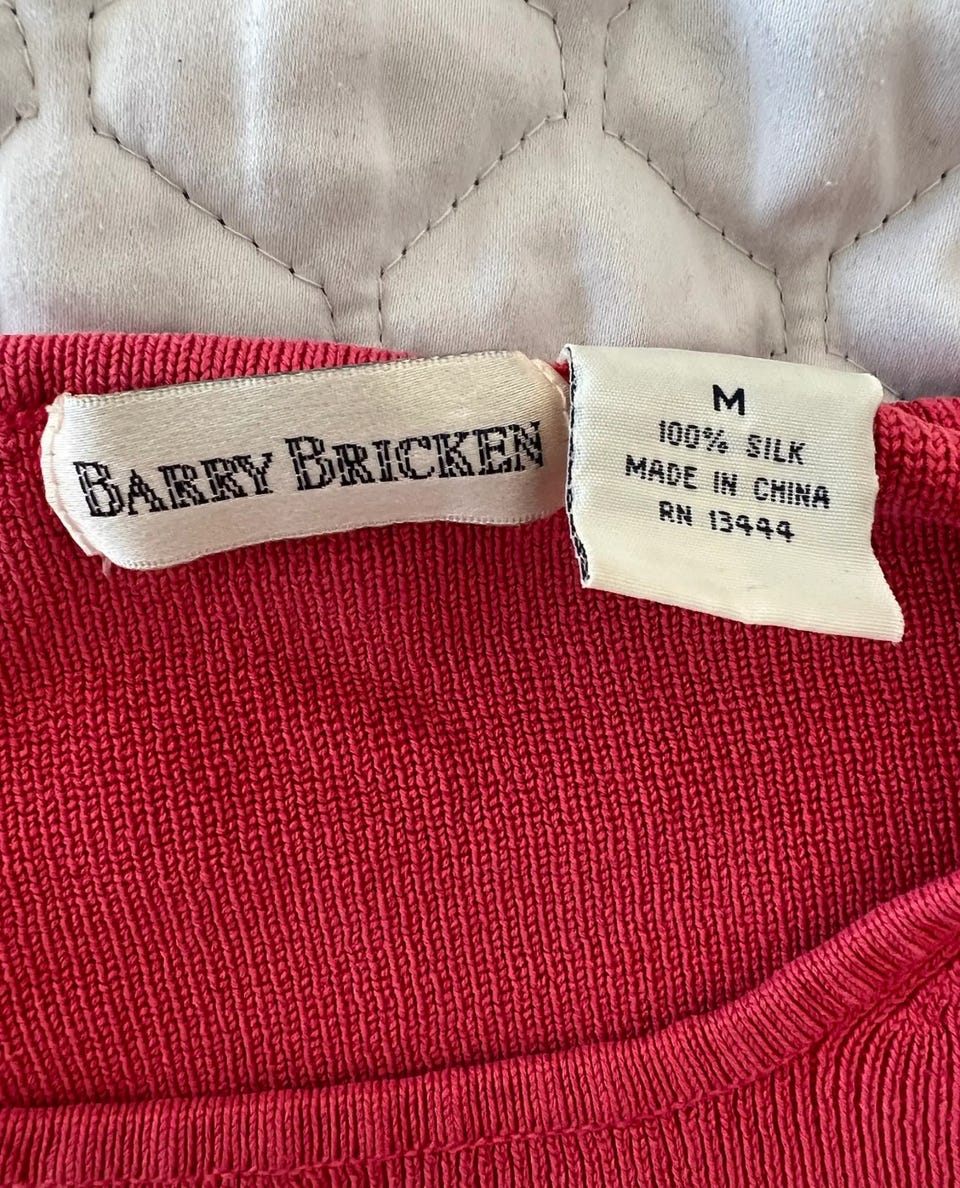 BARRY BRICKEN
M
100% SILK
MADE IN CHINA
RN 13444